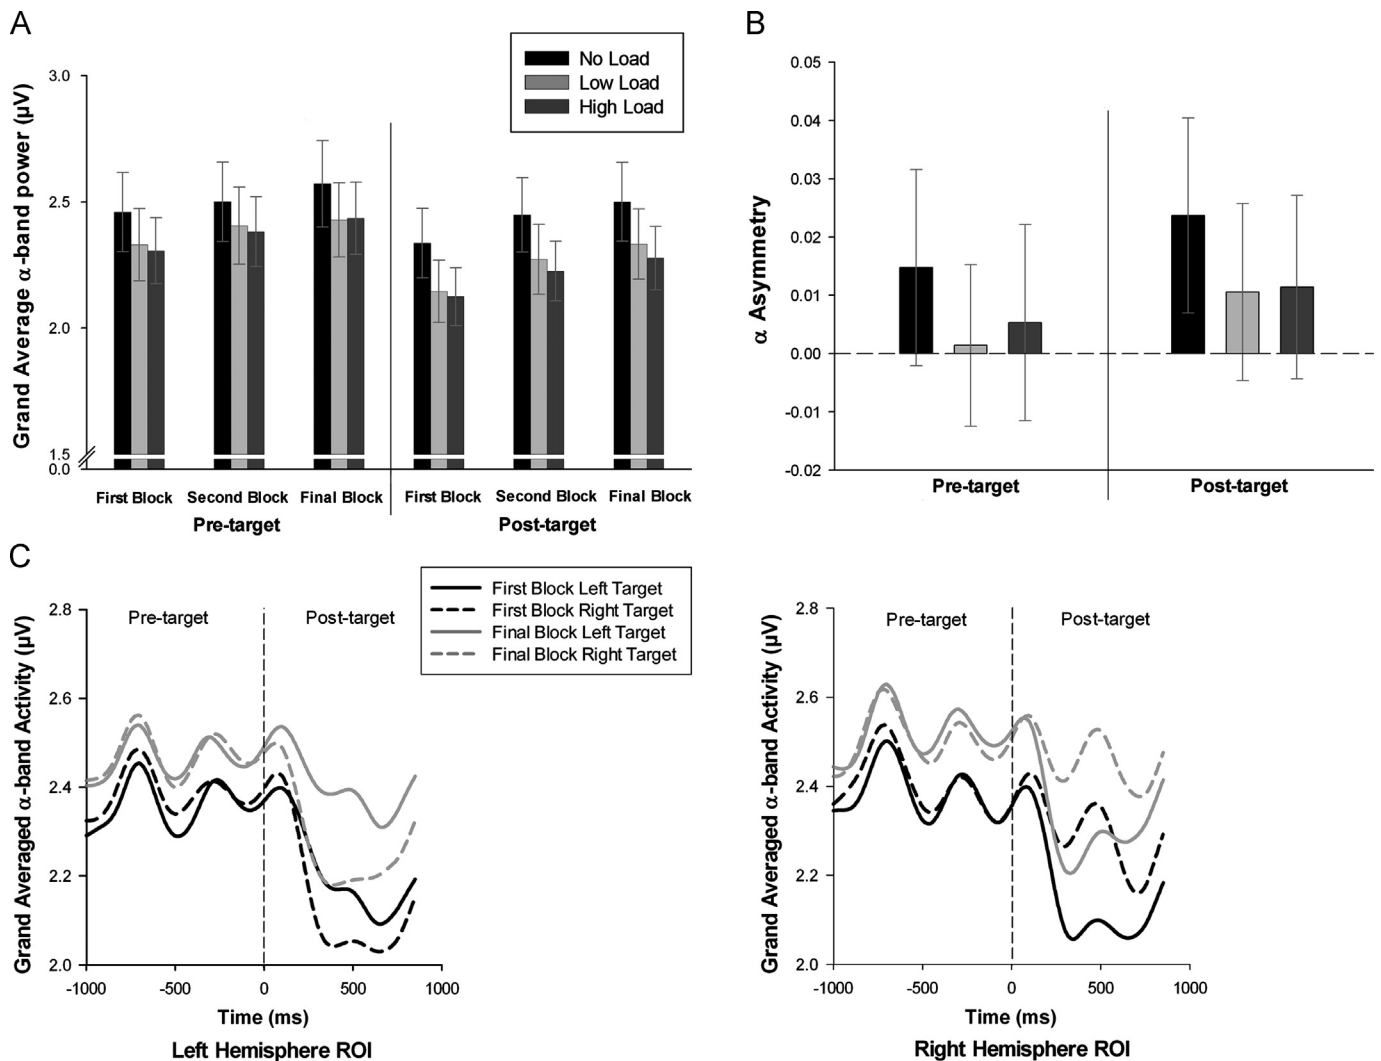 A
No Load
Low Load
High Load
Grand Average α-band power (µV)
3.0
2.5
2.0
1.5
0.0
First Block Second Block Final Block First Block Second Block Final Block
Pre-target Post-target
B
α Asymmetry
0.05
0.04
0.03
0.02
0.01
0.00
-0.01
-0.02
Pre-target Post-target
C
First Block Left Target
First Block Right Target
Final Block Left Target
Final Block Right Target
Grand Averaged α-band Activity (µV)
2.8
2.6
2.4
2.2
2.0
Pre-target Post-target
-1000 -500 0 500 1000
Time (ms)
Left Hemisphere ROI
Grand Averaged α-band Activity (µV)
2.8
2.6
2.4
2.2
2.0
Pre-target Post-target
-1000 -500 0 500 1000
Time (ms)
Right Hemisphere ROI